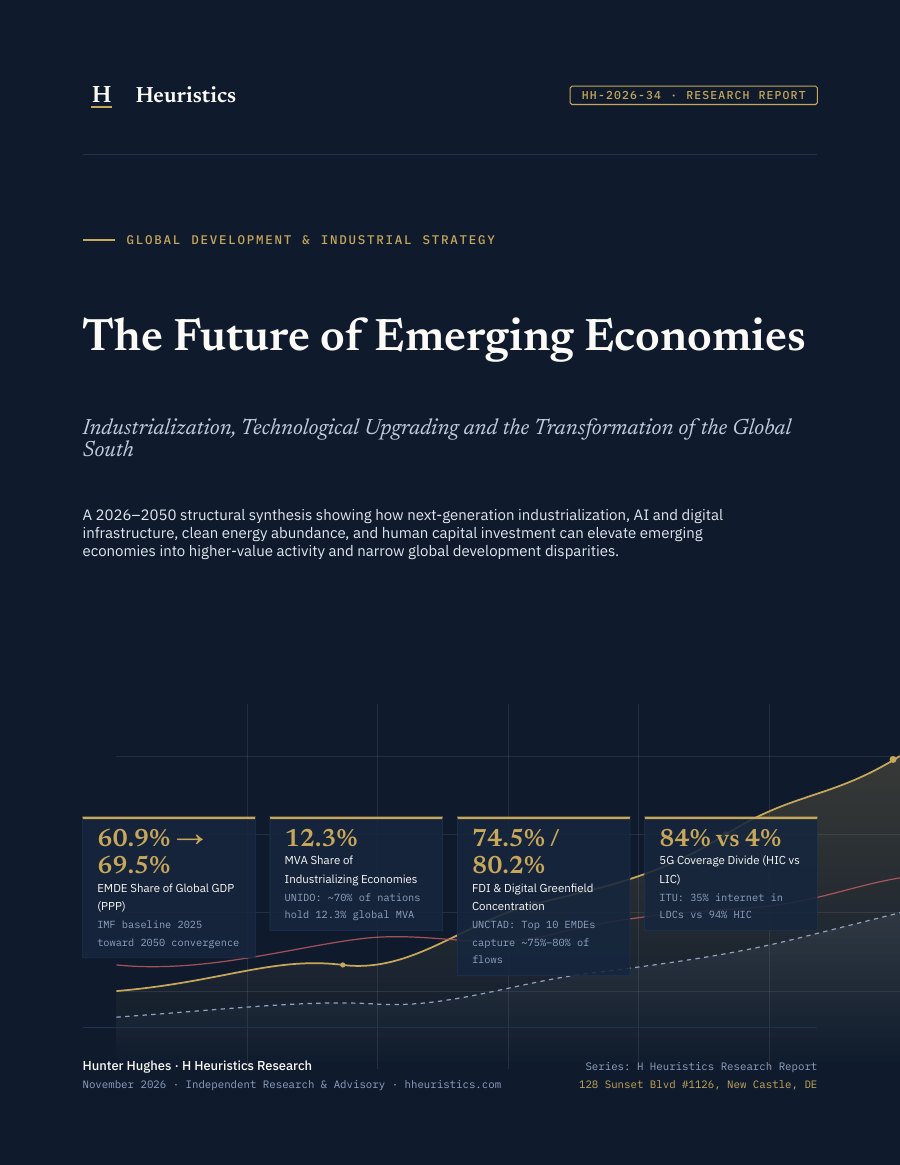 H Heuristics
HH-2026-34 · RESEARCH REPORT
GLOBAL DEVELOPMENT & INDUSTRIAL STRATEGY
The Future of Emerging Economies
Industrialization, Technological Upgrading and the Transformation of the Global
South
A 2026–2050 structural synthesis showing how next-generation industrialization, AI and digital
infrastructure, clean energy abundance, and human capital investment can elevate emerging
economies into higher-value activity and narrow global development disparities.
60.9% →
69.5%
EMDE Share of Global GDP
(PPP)
IMF baseline 2025
toward 2050 convergence
12.3%
MVA Share of
Industrializing Economies
UNIDO: ~70% of nations
hold 12.3% global MVA
74.5% /
80.2%
FDI & Digital Greenfield
Concentration
UNCTAD: Top 10 EMDEs
capture ~75%–80% of
flows
84% vs 4%
5G Coverage Divide (HIC vs
LIC)
ITU: 35% internet in
LDCs vs 94% HIC
Hunter Hughes · H Heuristics Research
November 2026 · Independent Research & Advisory · hheuristics.com
Series: H Heuristics Research Report
128 Sunset Blvd #1126, New Castle, DE